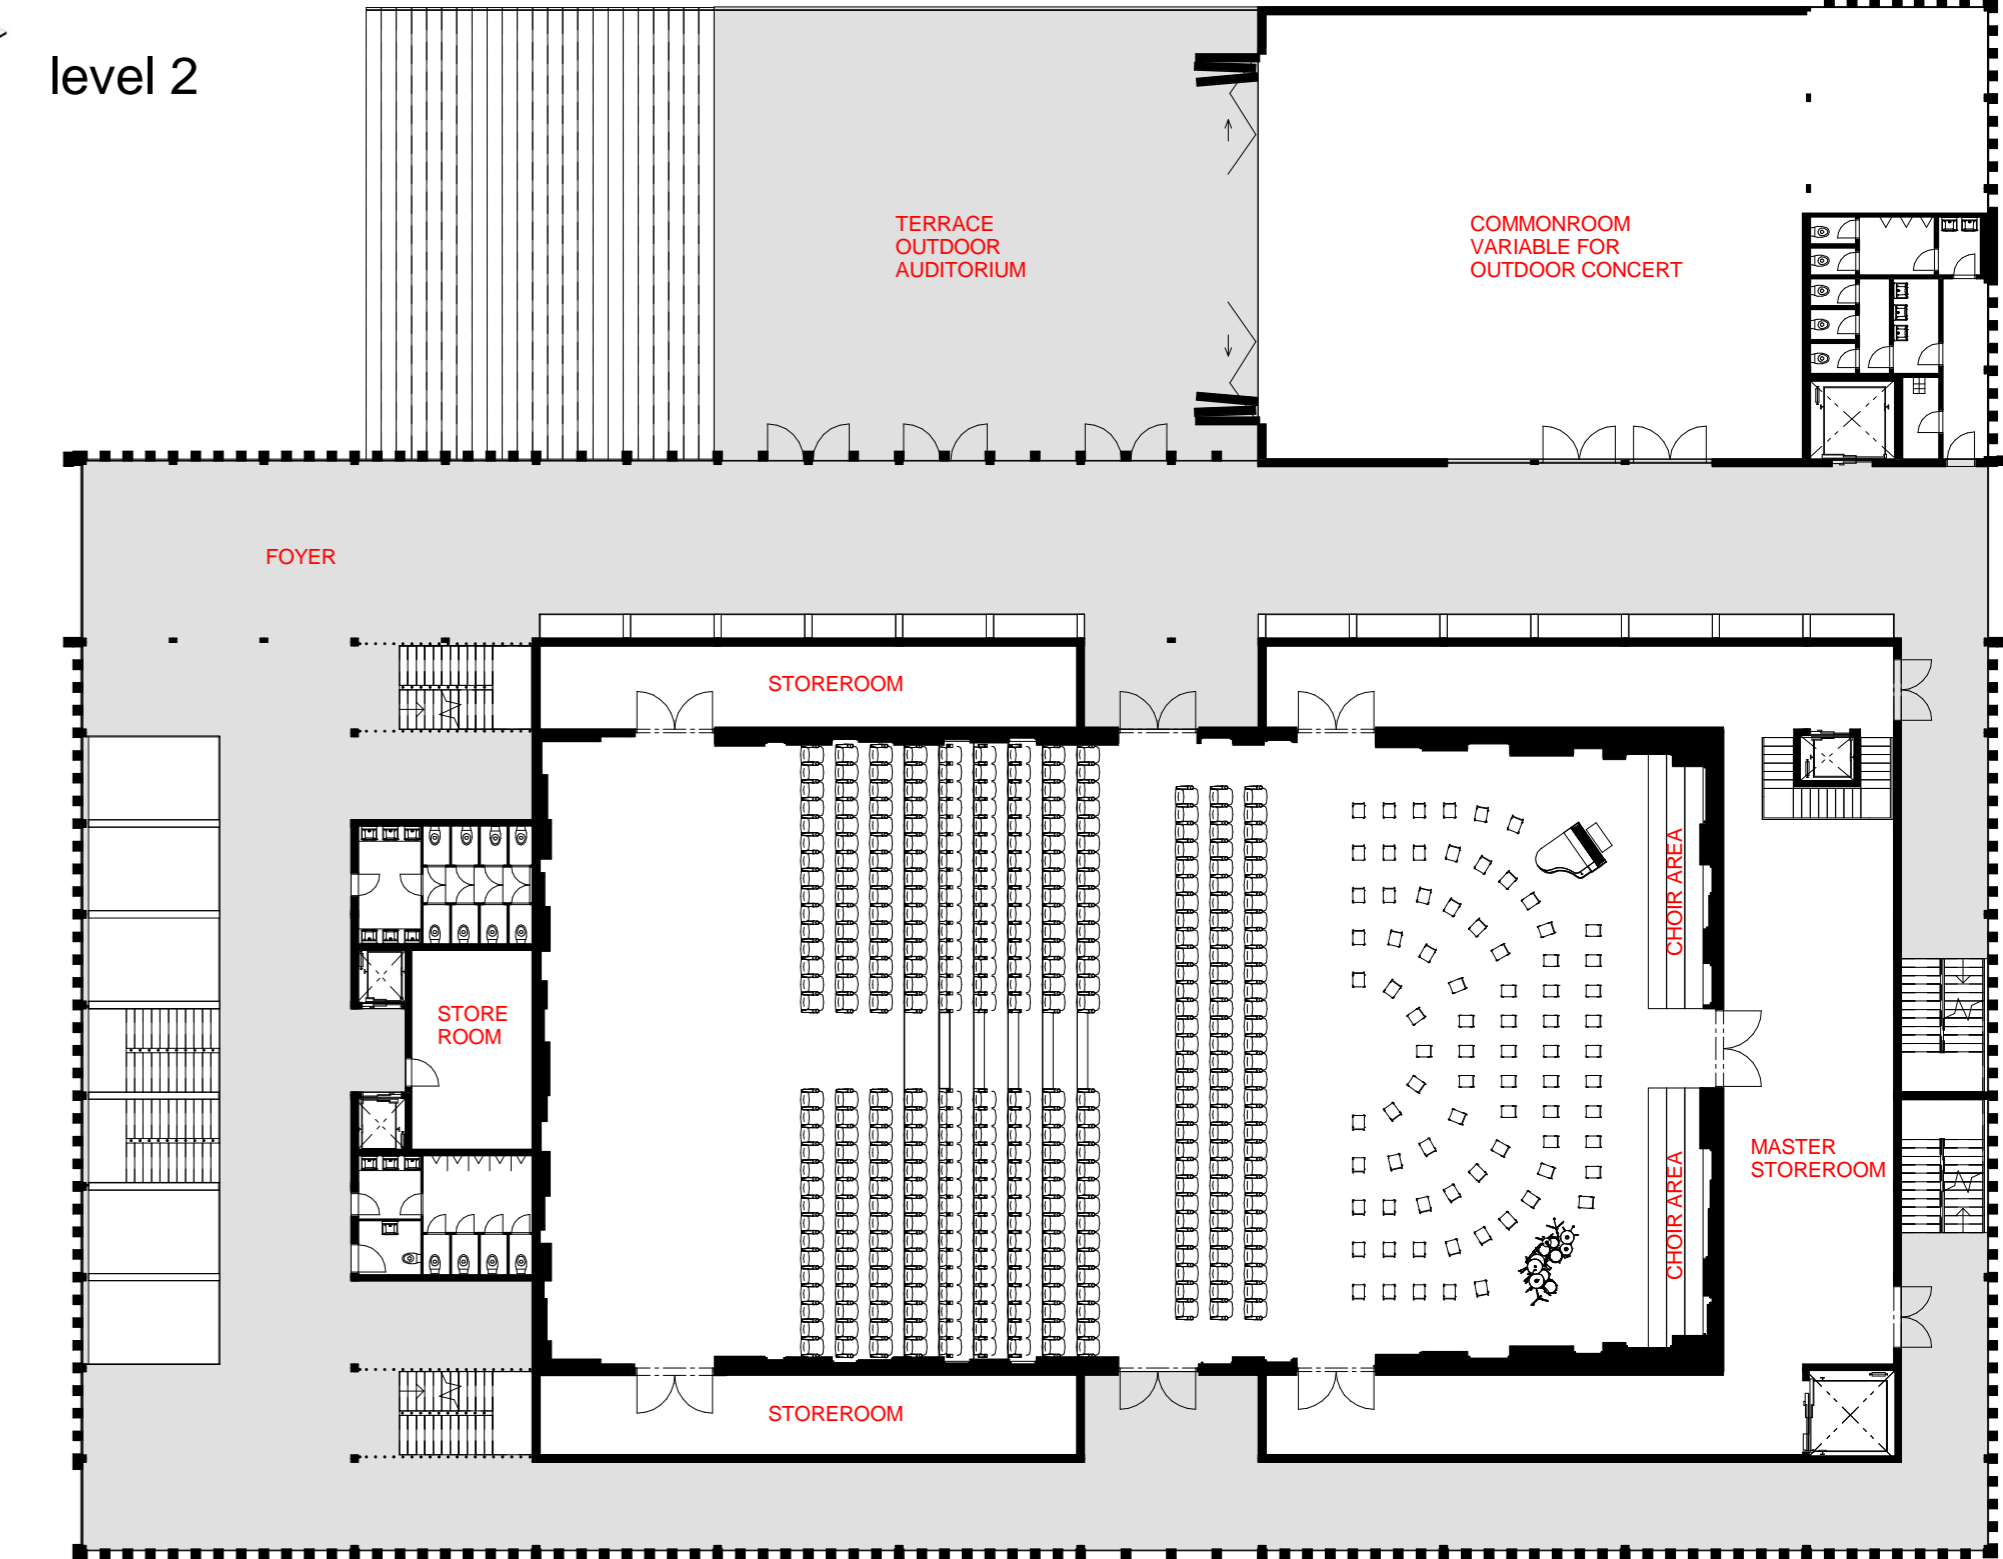 level 2
TERRACE
OUTDOOR
AUDITORIUM
COMMONROOM
VARIABLE FOR
OUTDOOR CONCERT
FOYER
STOREROOM
CHOIR AREA
STORE
ROOM
MASTER
STOREROOM
CHOIR AREA
STOREROOM